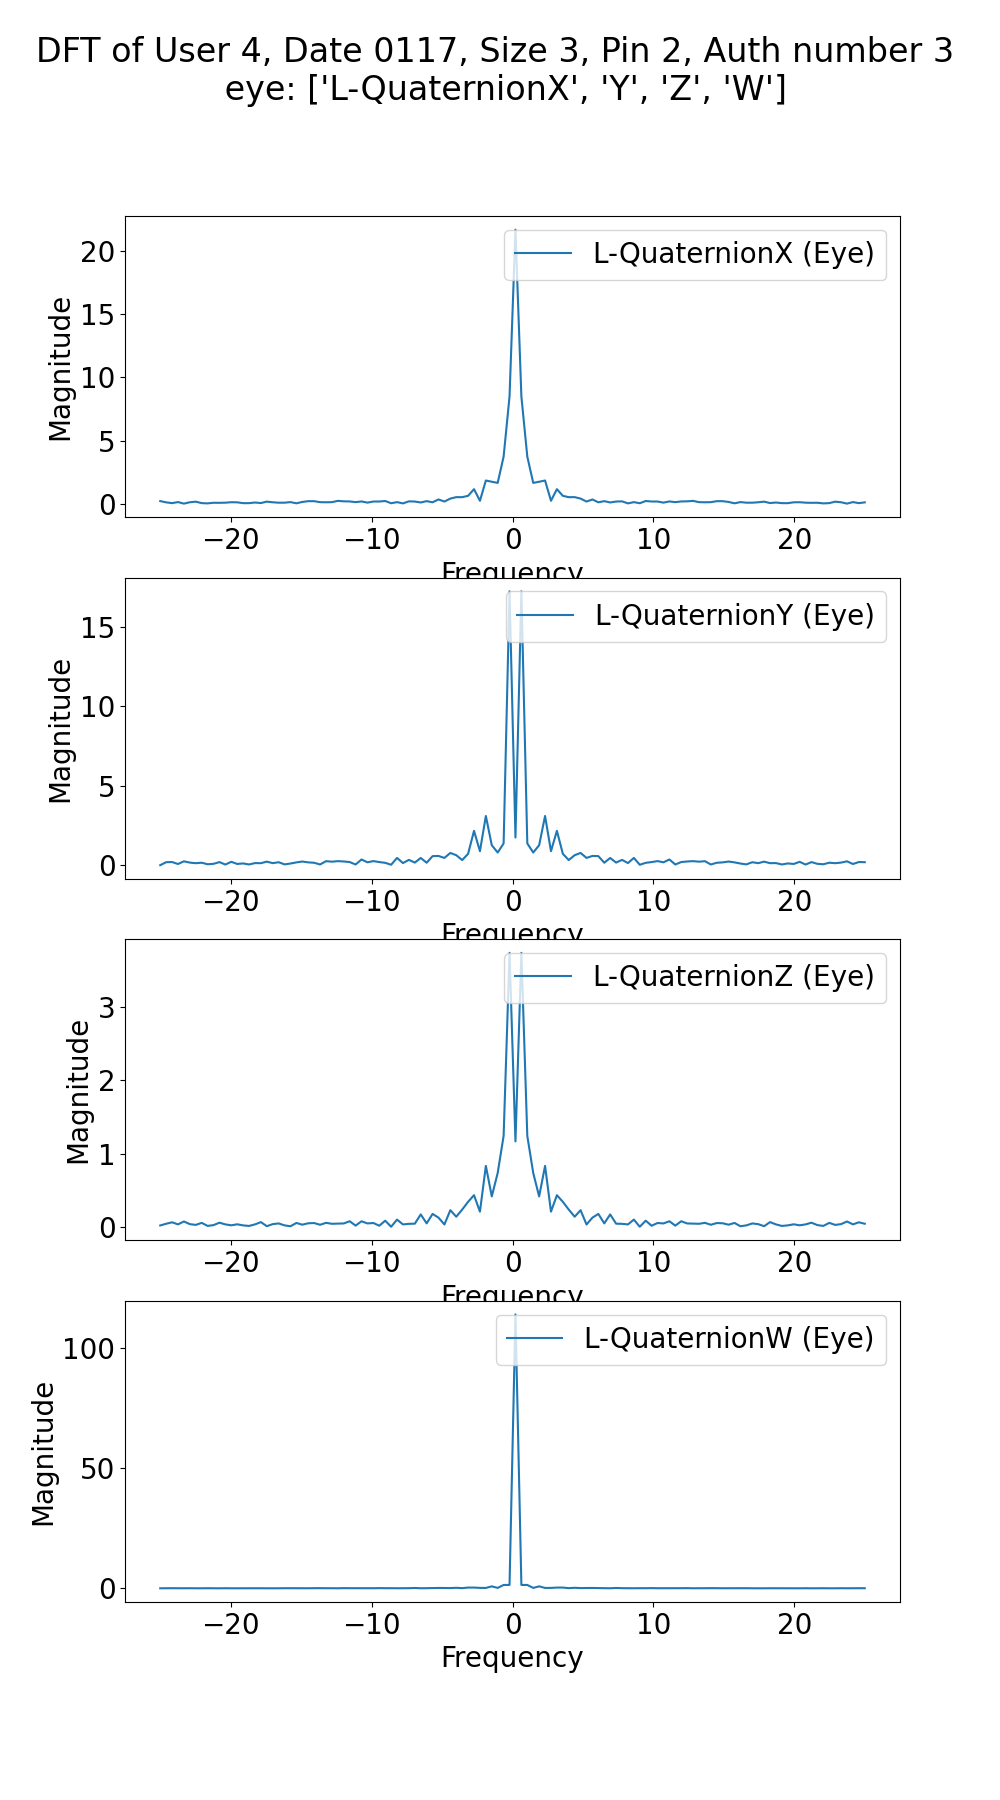 DFT of User 4, Date 0117, Size 3, Pin 2, Auth number 3
eye: ['L-QuaternionX', 'Y', 'Z', 'W']
L-QuaternionX (Eye)
Magnitude
20
15
10
5
0
−20 −10 0 10 20
Frequency
L-QuaternionY (Eye)
Magnitude
15
10
5
0
−20 −10 0 10 20
Frequency
L-QuaternionZ (Eye)
Magnitude
3
2
1
0
−20 −10 0 10 20
Frequency
L-QuaternionW (Eye)
Magnitude
100
50
0
−20 −10 0 10 20
Frequency